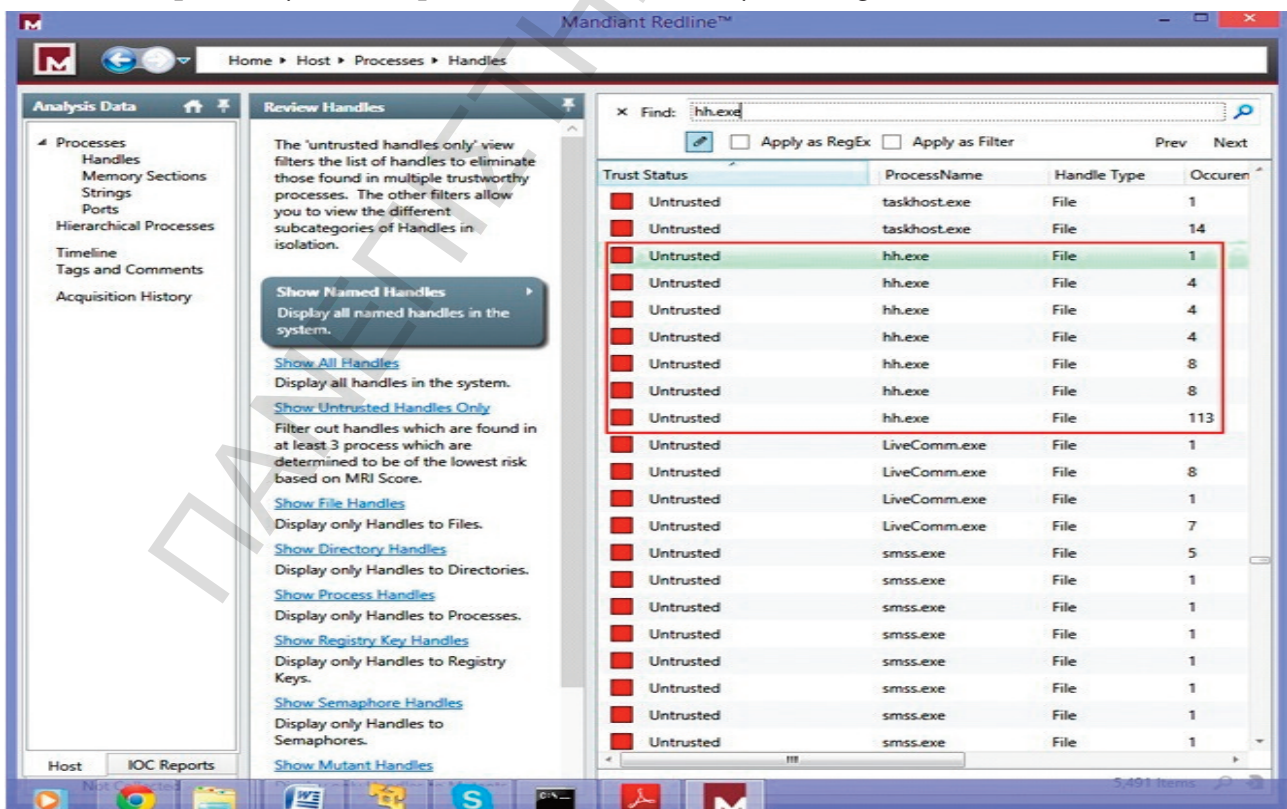 Mandiant Redline™
Home ▸ Host ▸ Processes ▸ Handles
Analysis Data
Processes
Handles
Memory Sections
Strings
Ports
Hierarchical Processes
Timeline
Tags and Comments
Acquisition History
Host IOC Reports
Not Collected
Review Handles
The 'untrusted handles only' view
filters the list of handles to eliminate
those found in multiple trustworthy
processes. The other filters allow
you to view the different
subcategories of Handles in
isolation.
Show Named Handles
Display all named handles in the
system.
Show All Handles
Display all handles in the system.
Show Untrusted Handles Only
Filter out handles which are found in
at least 3 process which are
determined to be of the lowest risk
based on MRI Score.
Show File Handles
Display only Handles to Files.
Show Directory Handles
Display only Handles to Directories.
Show Process Handles
Display only Handles to Processes.
Show Registry Key Handles
Display only Handles to Registry
Keys.
Show Semaphore Handles
Display only Handles to
Semaphores.
Show Mutant Handles
× Find: hh.exe
Apply as RegEx Apply as Filter Prev Next
Trust Status ProcessName Handle Type Occuren
Untrusted taskhost.exe File 1
Untrusted taskhost.exe File 14
Untrusted hh.exe File 1
Untrusted hh.exe File 4
Untrusted hh.exe File 4
Untrusted hh.exe File 4
Untrusted hh.exe File 8
Untrusted hh.exe File 8
Untrusted hh.exe File 113
Untrusted LiveComm.exe File 1
Untrusted LiveComm.exe File 8
Untrusted LiveComm.exe File 1
Untrusted LiveComm.exe File 7
Untrusted smss.exe File 5
Untrusted smss.exe File 1
Untrusted smss.exe File 1
Untrusted smss.exe File 1
Untrusted smss.exe File 1
Untrusted smss.exe File 1
Untrusted smss.exe File 1
Untrusted smss.exe File 1
5,491 Items
ΠΑΝΕΠΙΣΤΗ